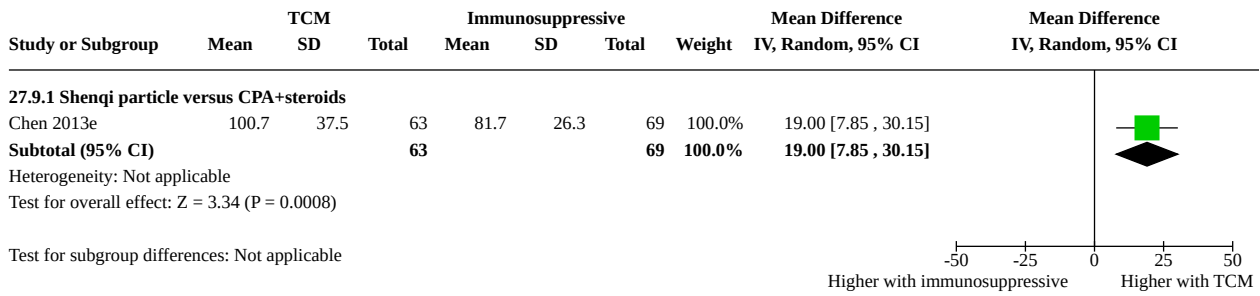 TCM Immunosuppressive Mean Difference Mean Difference
Study or Subgroup Mean SD Total Mean SD Total Weight IV, Random, 95% CI IV, Random, 95% CI
27.9.1 Shenqi particle versus CPA+steroids
Chen 2013e 100.7 37.5 63 81.7 26.3 69 100.0% 19.00 [7.85 , 30.15]
Subtotal (95% CI) 63 69 100.0% 19.00 [7.85 , 30.15]
Heterogeneity: Not applicable
Test for overall effect: Z = 3.34 (P = 0.0008)
Test for subgroup differences: Not applicable
-50 -25 0 25 50
Higher with immunosuppressive Higher with TCM